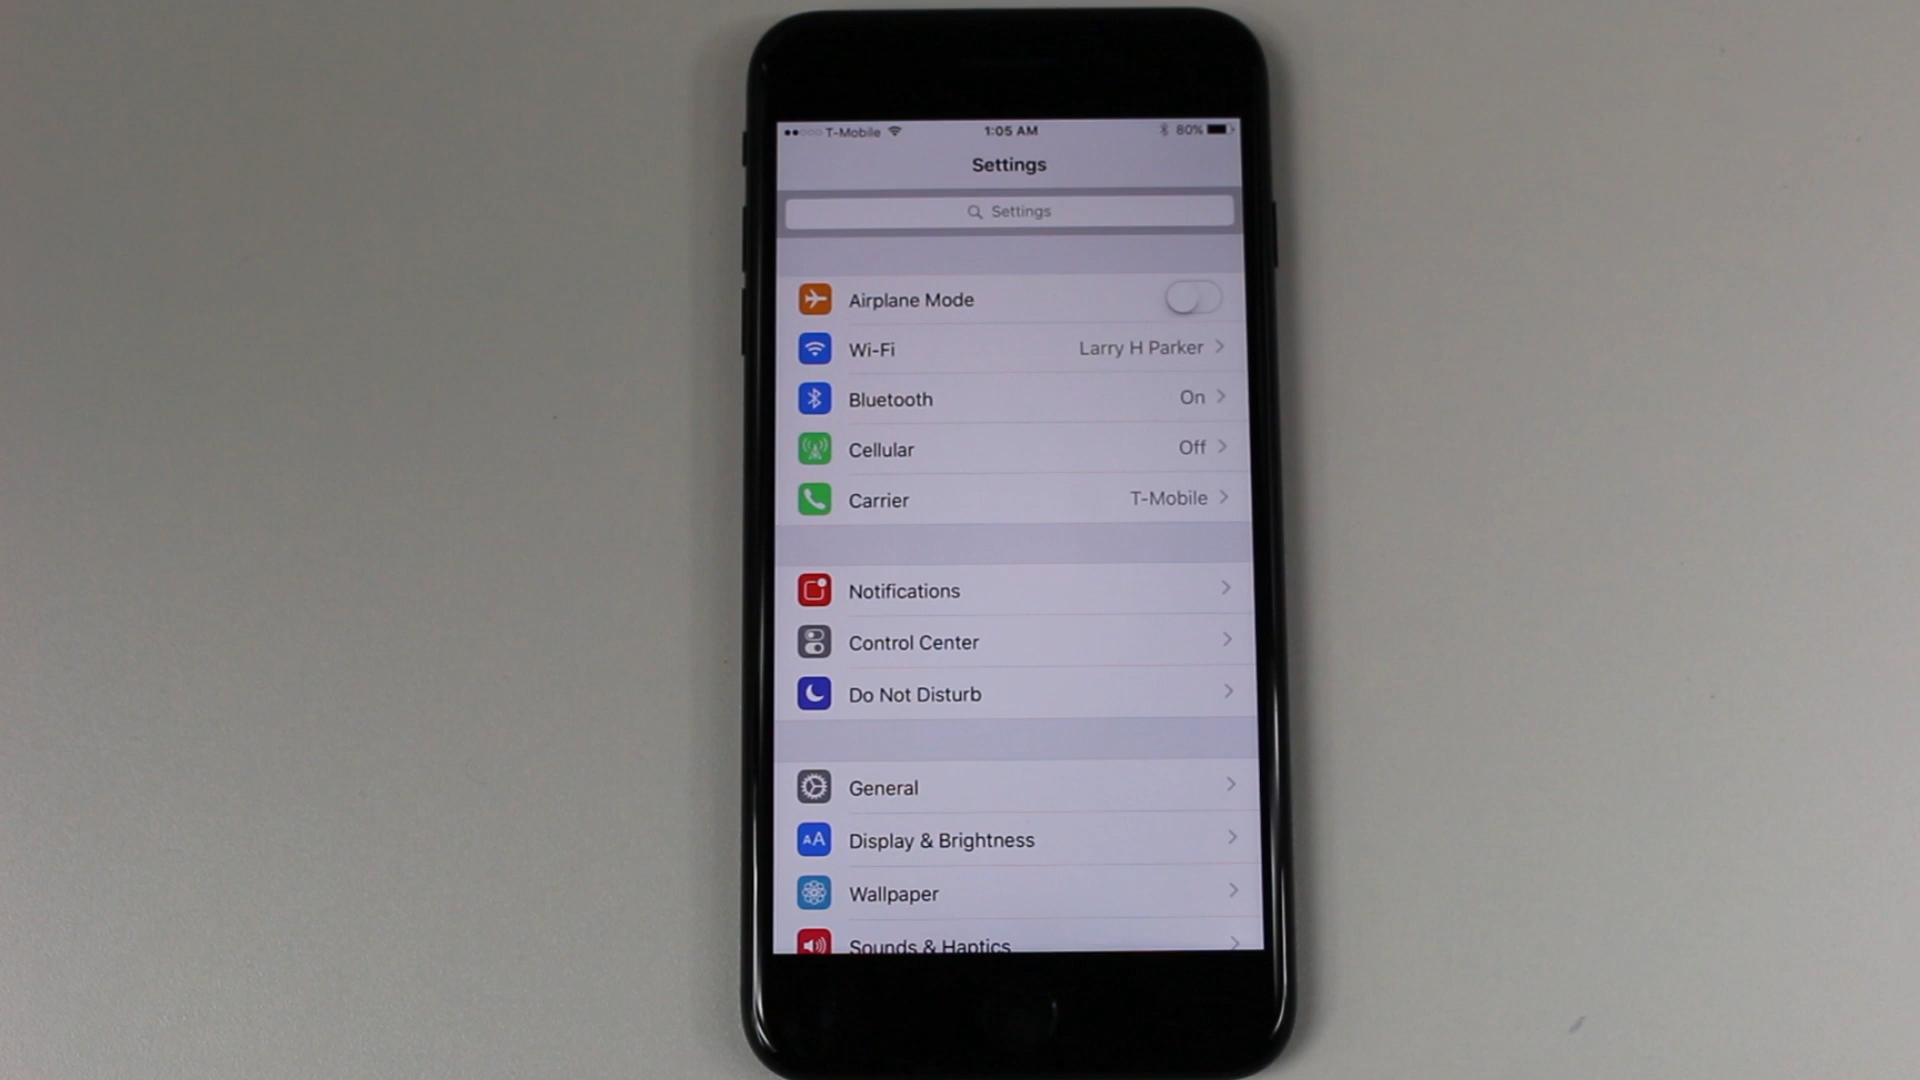 T-Mobile 1:05 AM 80%
Settings
Settings
Airplane Mode
Wi-Fi Larry H Parker
Bluetooth On
Cellular Off
Carrier T-Mobile
Notifications
Control Center
Do Not Disturb
General
AA Display & Brightness
Wallpaper
Sounds & Haptics